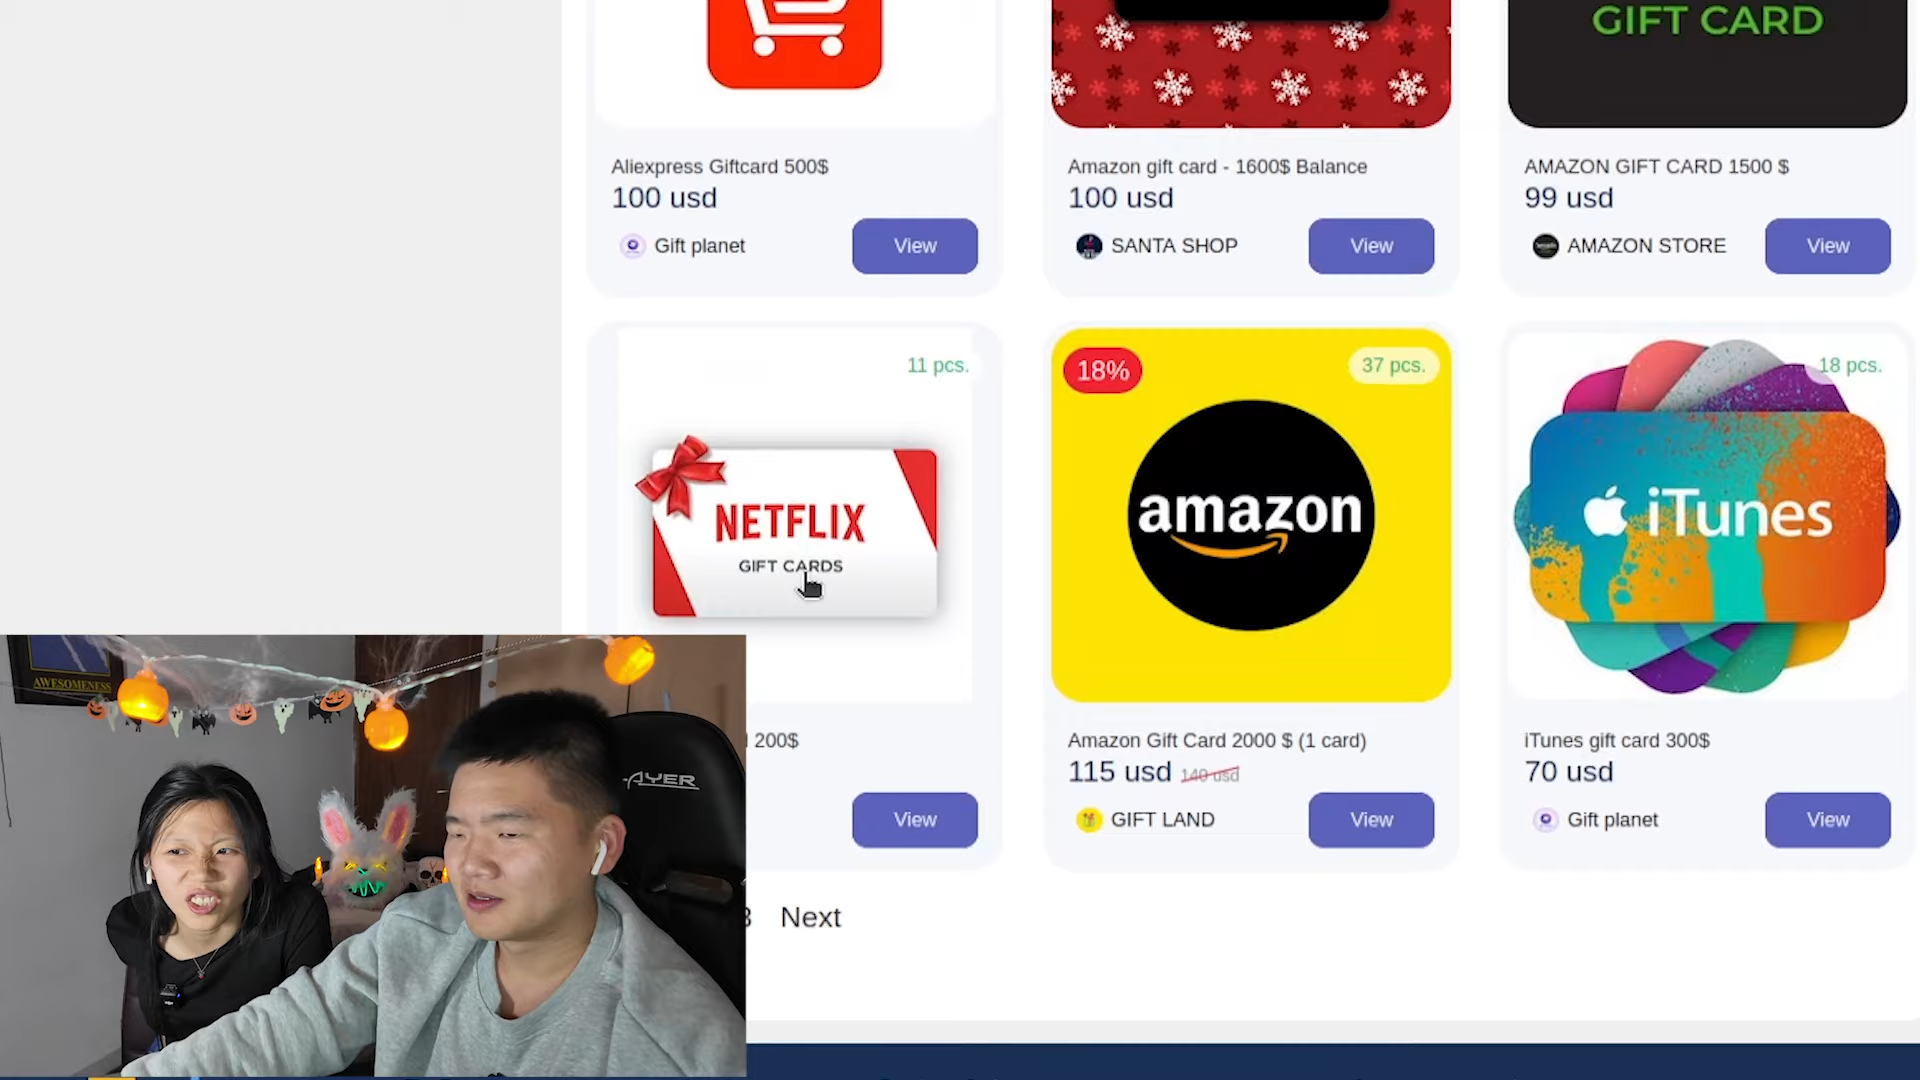 GIFT CARD
Aliexpress Giftcard 500$
100 usd
Gift planet
View
Amazon gift card - 1600$ Balance
100 usd
SANTA SHOP
View
AMAZON GIFT CARD 1500 $
99 usd
AMAZON STORE
View
11 pcs.
NETFLIX
GIFT CARDS
200$
View
18%
37 pcs.
amazon
Amazon Gift Card 2000 $ (1 card)
115 usd 140 usd
GIFT LAND
View
18 pcs.
iTunes
iTunes gift card 300$
70 usd
Gift planet
View
Next
AWESOMENESS
AYER